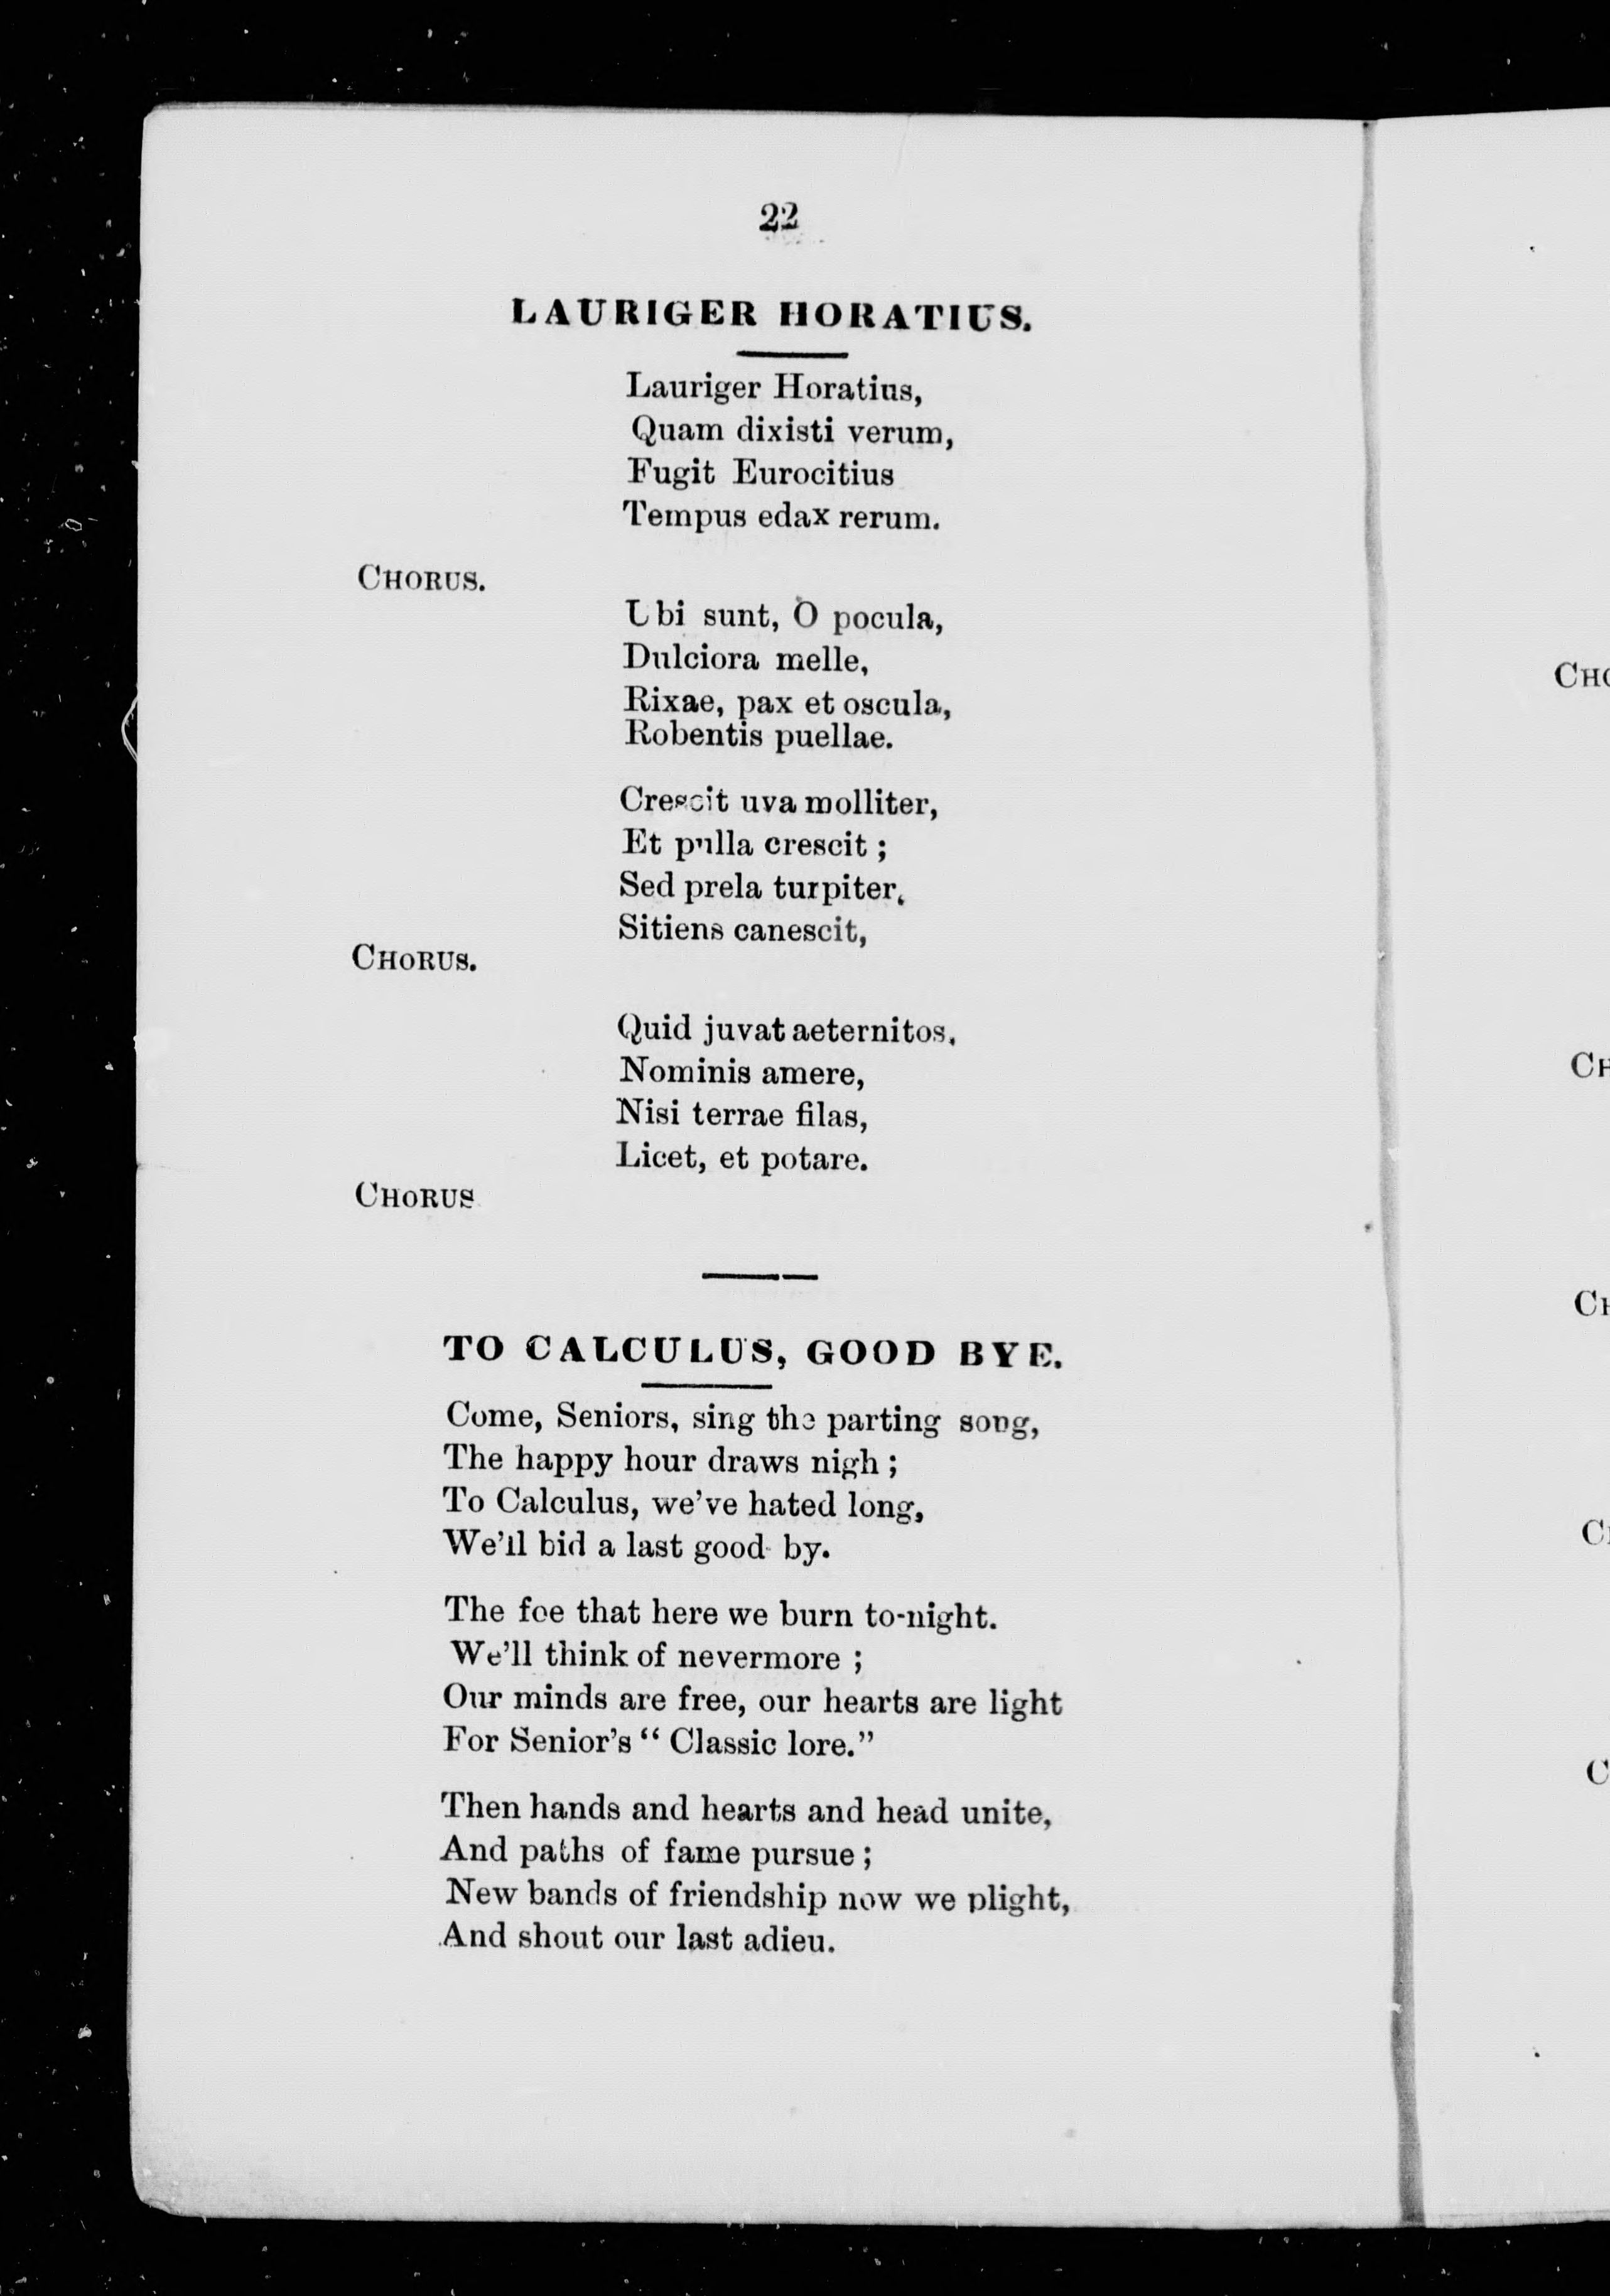 22
LAURIGER HORATIUS.
Lauriger Horatius,
Quam dixisti verum,
Fugit Eurocitius
Tempus edax rerum.
CHORUS.
Ubi sunt, O pocula,
Dulciora melle,
Rixae, pax et oscula,
Robentis puellae.
Crescit uva molliter,
Et pulla crescit ;
Sed prela turpiter,
Sitiens canescit,
CHORUS.
Quid juvat aeternitos,
Nominis amere,
Nisi terrae filas,
Licet, et potare.
CHORUS
TO CALCULUS, GOOD BYE.
Come, Seniors, sing the parting song,
The happy hour draws nigh ;
To Calculus, we've hated long,
We'll bid a last good by.
The foe that here we burn to-night.
We'll think of nevermore ;
Our minds are free, our hearts are light
For Senior's “ Classic lore.”
Then hands and hearts and head unite,
And paths of fame pursue ;
New bands of friendship now we plight,
And shout our last adieu.